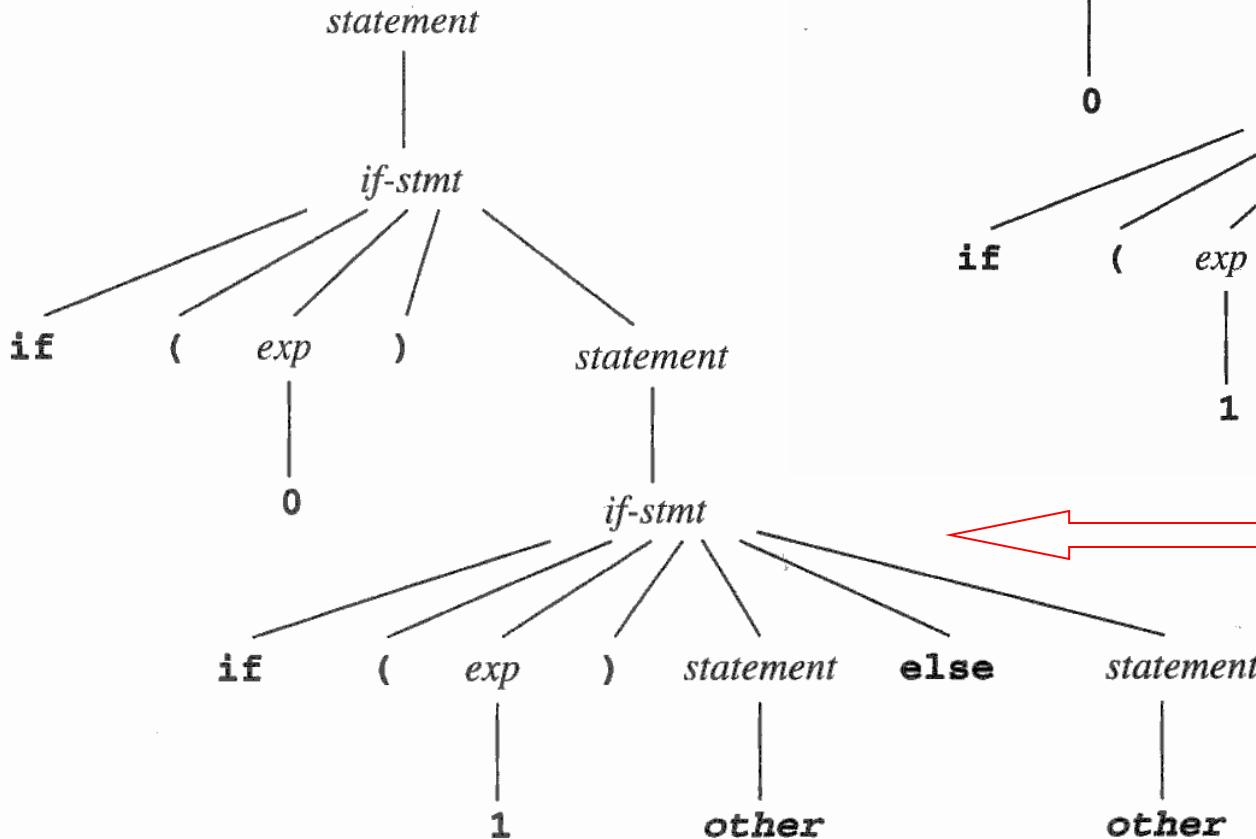 statement
0
if-stmt
if ( exp
if ( exp ) statement
1
0
if-stmt
if ( exp ) statement else statement
1 other other